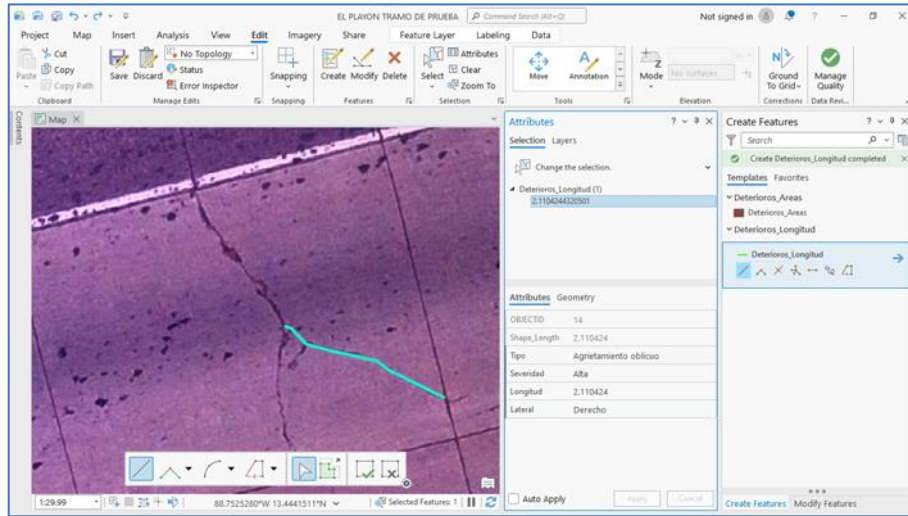 EL PLAYON TRAMO DE PRUEBA
Command Search (Alt+Q)
Not signed in
?
Project Map Insert Analysis View Edit Imagery Share Feature Layer Labeling Data
Paste
Cut
Copy
Copy Path
Clipboard
Save Discard
No Topology
Status
Error Inspector
Manage Edits
Snapping
Snapping
Create Modify Delete
Features
Select
Attributes
Clear
Zoom To
Selection
Move Annotation
Tools
Mode
No surfaces
Elevation
Ground To Grid
Corrections
Manage Quality
Data Revi...
Contents
Map
Attributes
Selection Layers
Change the selection.
Deterioros_Longitud (1)
2.1104244320501
Attributes Geometry
OBJECTID 14
Shape_Length 2.110424
Tipo Agrietamiento oblicuo
Severidad Alta
Longitud 2.110424
Lateral Derecho
Auto Apply Apply Cancel
Create Features
Search
Create Deterioros_Longitud completed
Templates Favorites
Deterioros_Areas
Deterioros_Areas
Deterioros_Longitud
Deterioros_Longitud
1:29.99
88.7525280°W 13.4441511°N
Selected Features: 1
Create Features Modify Features